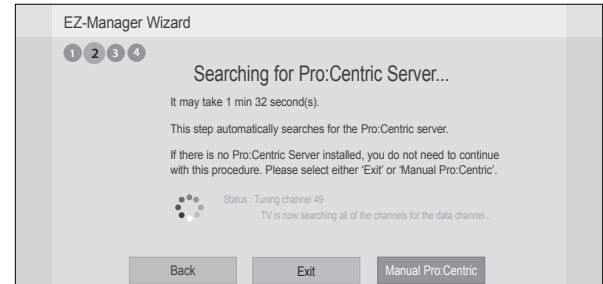 EZ-Manager Wizard
1 2 3 4
Searching for Pro:Centric Server...
It may take 1 min 32 second(s).
This step automatically searches for the Pro:Centric server.
If there is no Pro:Centric Server installed, you do not need to continue
with this procedure. Please select either ‘Exit’ or ‘Manual Pro:Centric’.
Status : Tuning channel 49
TV is now searching all of the channels for the data channel...
Back Exit Manual Pro:Centric